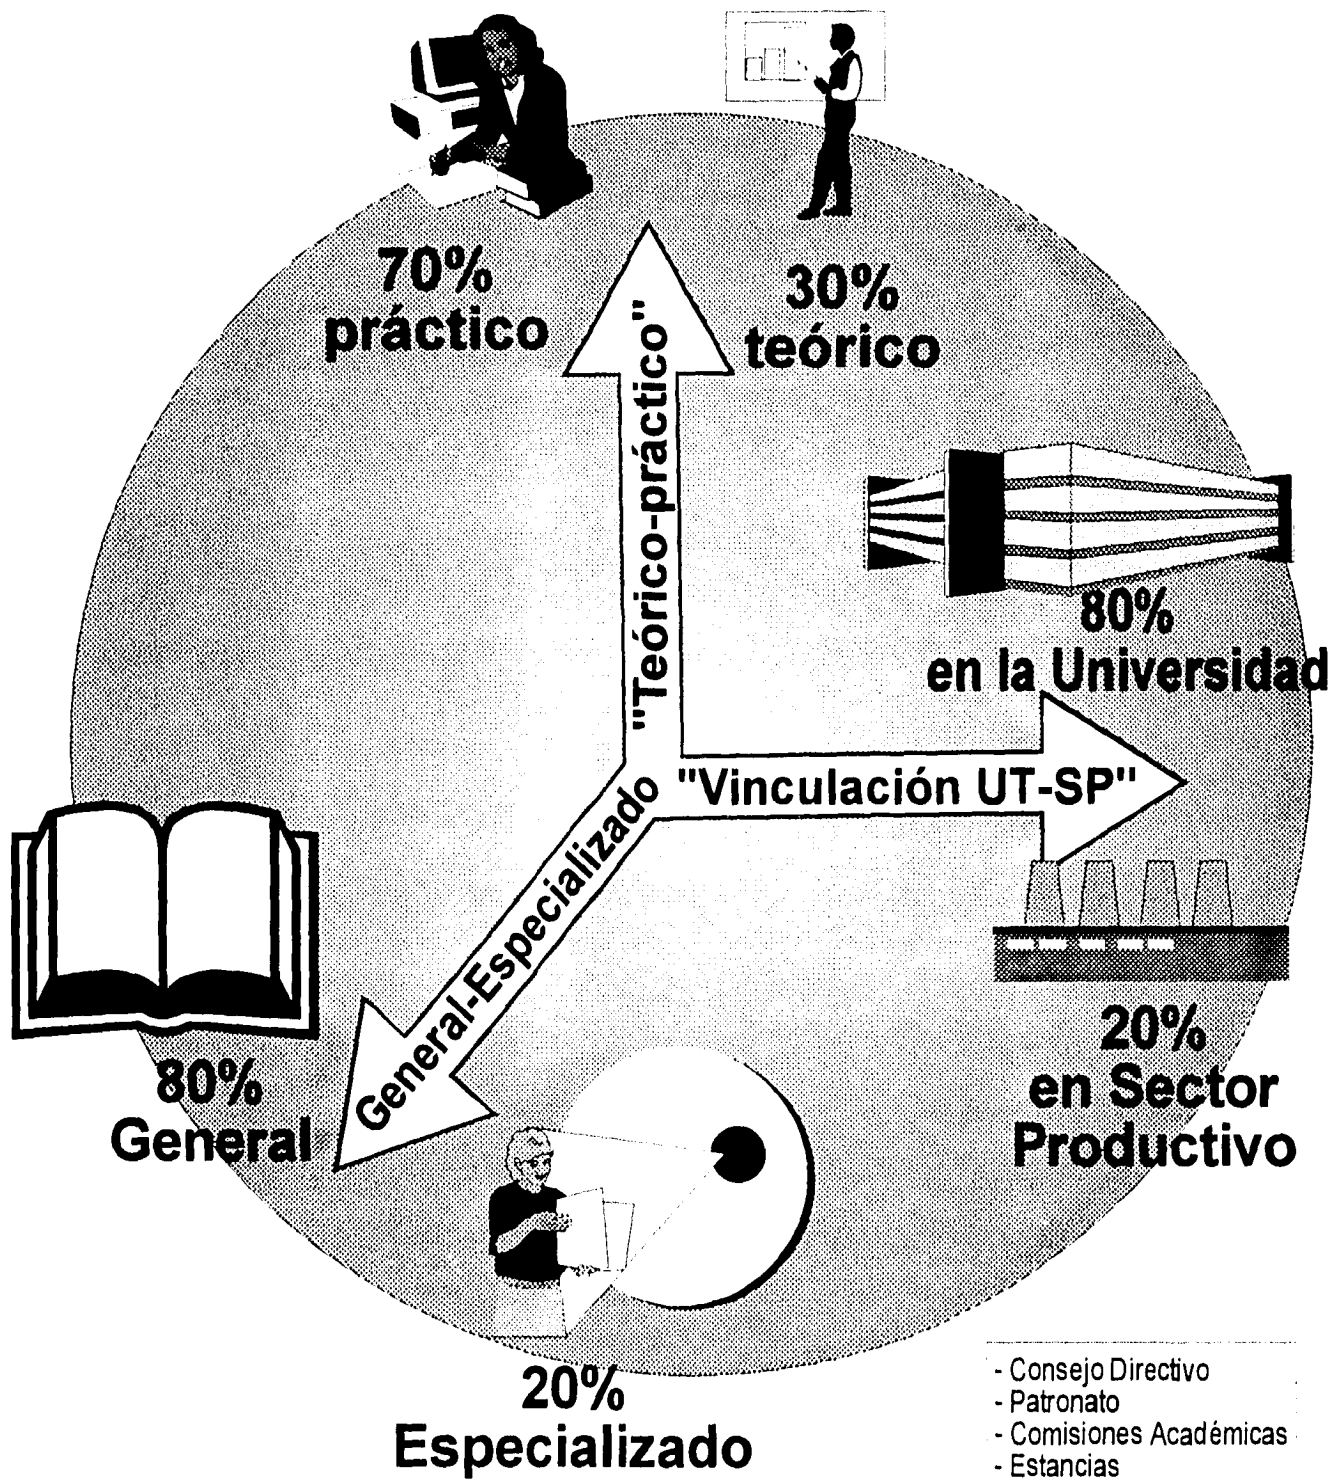 70%
práctico
30%
teórico
"Teórico-práctico"
80%
en la Universidad
"Vinculación UT-SP"
General-Especializado
80%
General
20%
en Sector
Productivo
20%
Especializado
- Consejo Directivo
- Patronato
- Comisiones Académicas
- Estancias